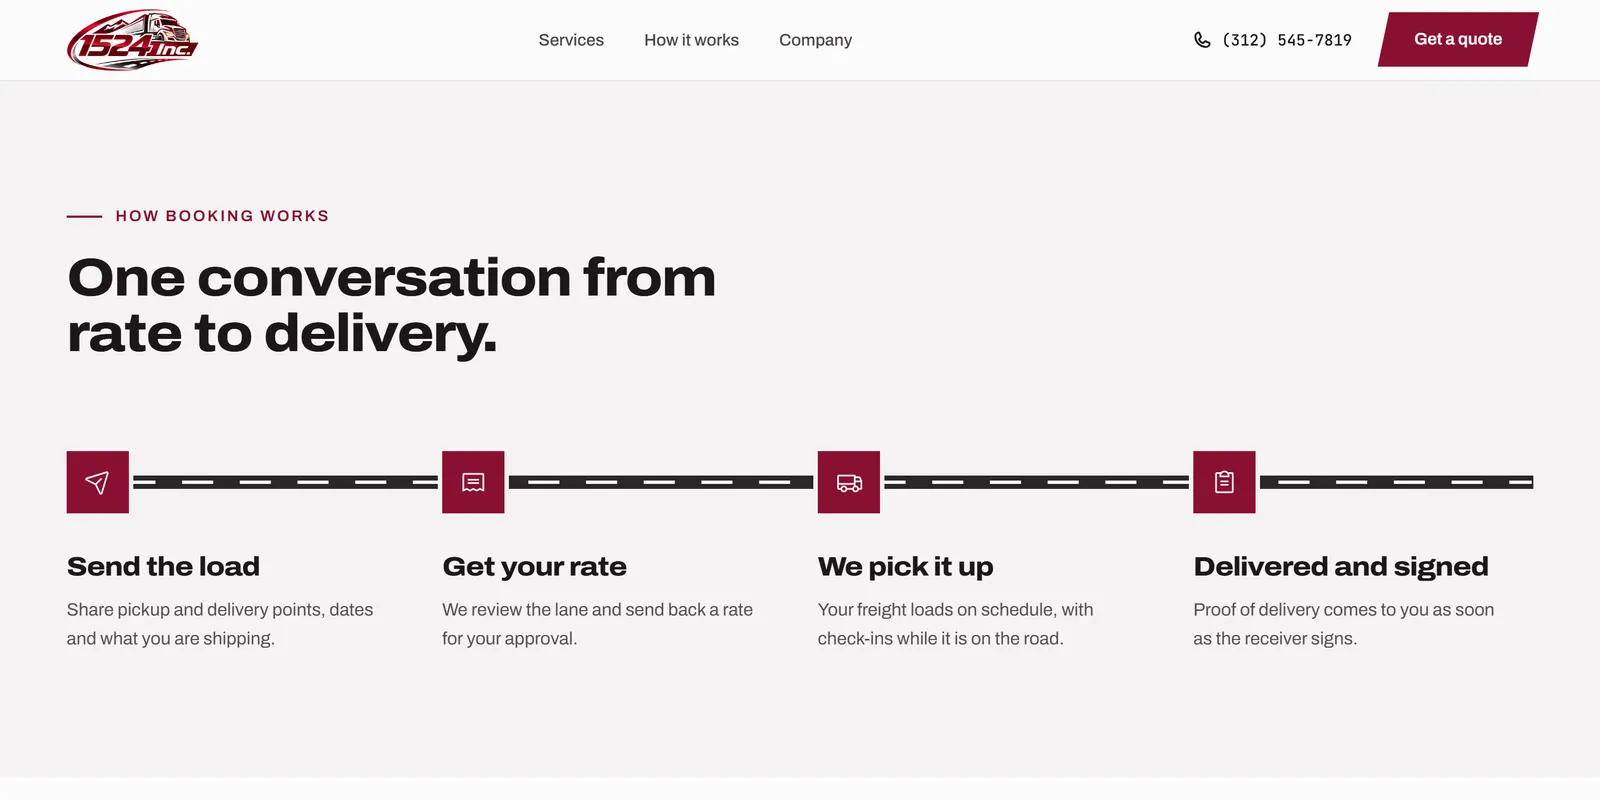 1524 Inc.
Services
How it works
Company
(312) 545-7819
Get a quote
HOW BOOKING WORKS
One conversation from
rate to delivery.
Send the load
Share pickup and delivery points, dates
and what you are shipping.
Get your rate
We review the lane and send back a rate
for your approval.
We pick it up
Your freight loads on schedule, with
check-ins while it is on the road.
Delivered and signed
Proof of delivery comes to you as soon
as the receiver signs.